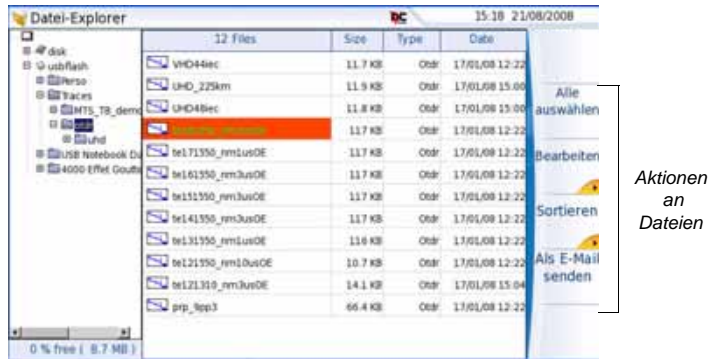 Datei-Explorer
DC
15:18 21/08/2008
disk
usbflash
Perso
Traces
MTS_TB_demo
uhd
USB Notebook Du
4000 Effet Goutte
0 % free ( 8.7 MB )
12 Files Size Type Date
VHD44iec 11.7 KB Otdr 17/01/08 12:22
UHD_225km 11.9 KB Otdr 17/01/08 15:00
UHD48iec 11.8 KB Otdr 17/01/08 15:00
117 KB Otdr 17/01/08 12:22
te171550_nm1usOE 117 KB Otdr 17/01/08 12:22
te161550_nm3usOE 117 KB Otdr 17/01/08 12:22
te151550_nm3usOE 117 KB Otdr 17/01/08 12:22
te141550_nm3usOE 117 KB Otdr 17/01/08 12:22
te131550_nm1usOE 116 KB Otdr 17/01/08 12:22
te121550_nm10usOE 10.7 KB Otdr 17/01/08 12:22
te121310_nm3usOE 14.1 KB Otdr 17/01/08 15:04
prp_9pp3 66.4 KB Otdr 17/01/08 12:22
Alle
auswählen
Bearbeiten
Sortieren
Als E-Mail
senden
Aktionen
an
Dateien